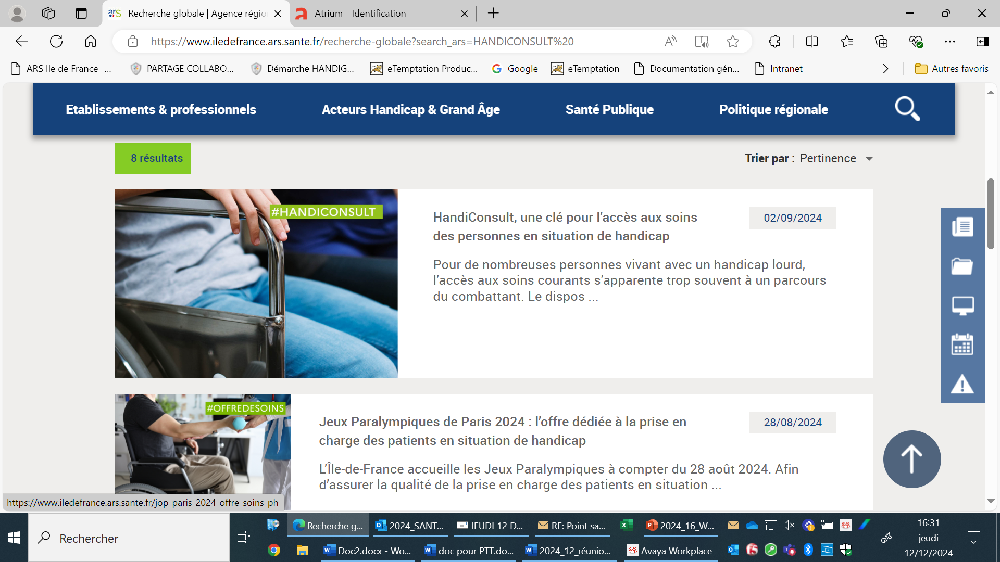 Recherche globale | Agence régio
Atrium - Identification
https://www.iledefrance.ars.sante.fr/recherche-globale?search_ars=HANDICONSULT%20
ARS Ile de France -...
PARTAGE COLLABO...
Démarche HANDIG...
eTemptation Produc...
Google
eTemptation
Documentation gén...
Intranet
Autres favoris
Etablissements & professionnels
Acteurs Handicap & Grand Âge
Santé Publique
Politique régionale
8 résultats
Trier par : Pertinence
#HANDICONSULT
HandiConsult, une clé pour l’accès aux soins
des personnes en situation de handicap
02/09/2024
Pour de nombreuses personnes vivant avec un handicap lourd,
l’accès aux soins courants s’apparente trop souvent à un parcours
du combattant. Le dispos ...
#OFFREDESOINS
Jeux Paralympiques de Paris 2024 : l’offre dédiée à la prise en
charge des patients en situation de handicap
28/08/2024
L’Île-de-France accueille les Jeux Paralympiques à compter du 28 août 2024. Afin
d’assurer la qualité de la prise en charge des patients en situation ...
https://www.iledefrance.ars.sante.fr/jop-paris-2024-offre-soins-ph
Rechercher
Recherche g...
2024_SANT...
JEUDI 12 D...
RE: Point sa...
2024_16_W...
Doc2.docx - Wo...
doc pour PTT.do...
2024_12_réunio...
Avaya Workplace
16:31
jeudi
12/12/2024